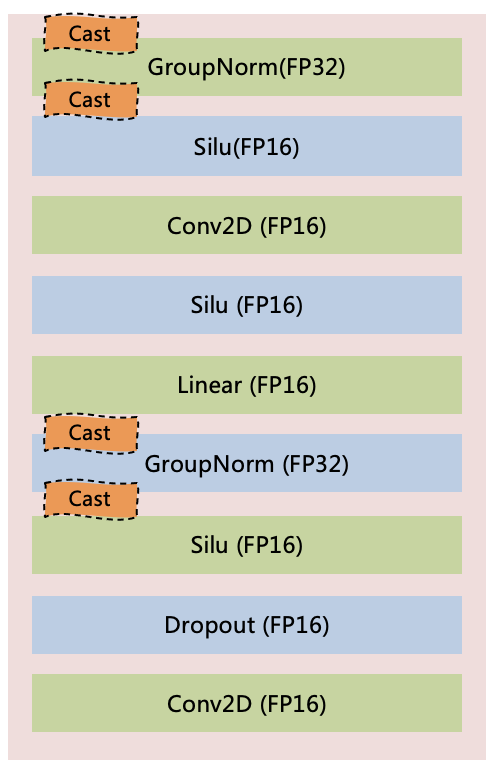 Cast
GroupNorm(FP32)
Cast
Silu(FP16)
Conv2D (FP16)
Silu (FP16)
Linear (FP16)
Cast
GroupNorm (FP32)
Cast
Silu (FP16)
Dropout (FP16)
Conv2D (FP16)